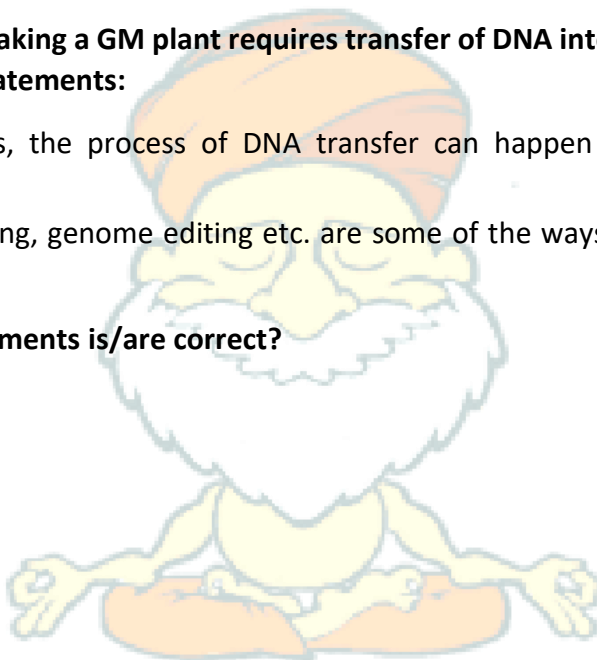 aking a GM plant requires transfer of DNA int
atements:
s, the process of DNA transfer can happen
ng, genome editing etc. are some of the ways
ments is/are correct?